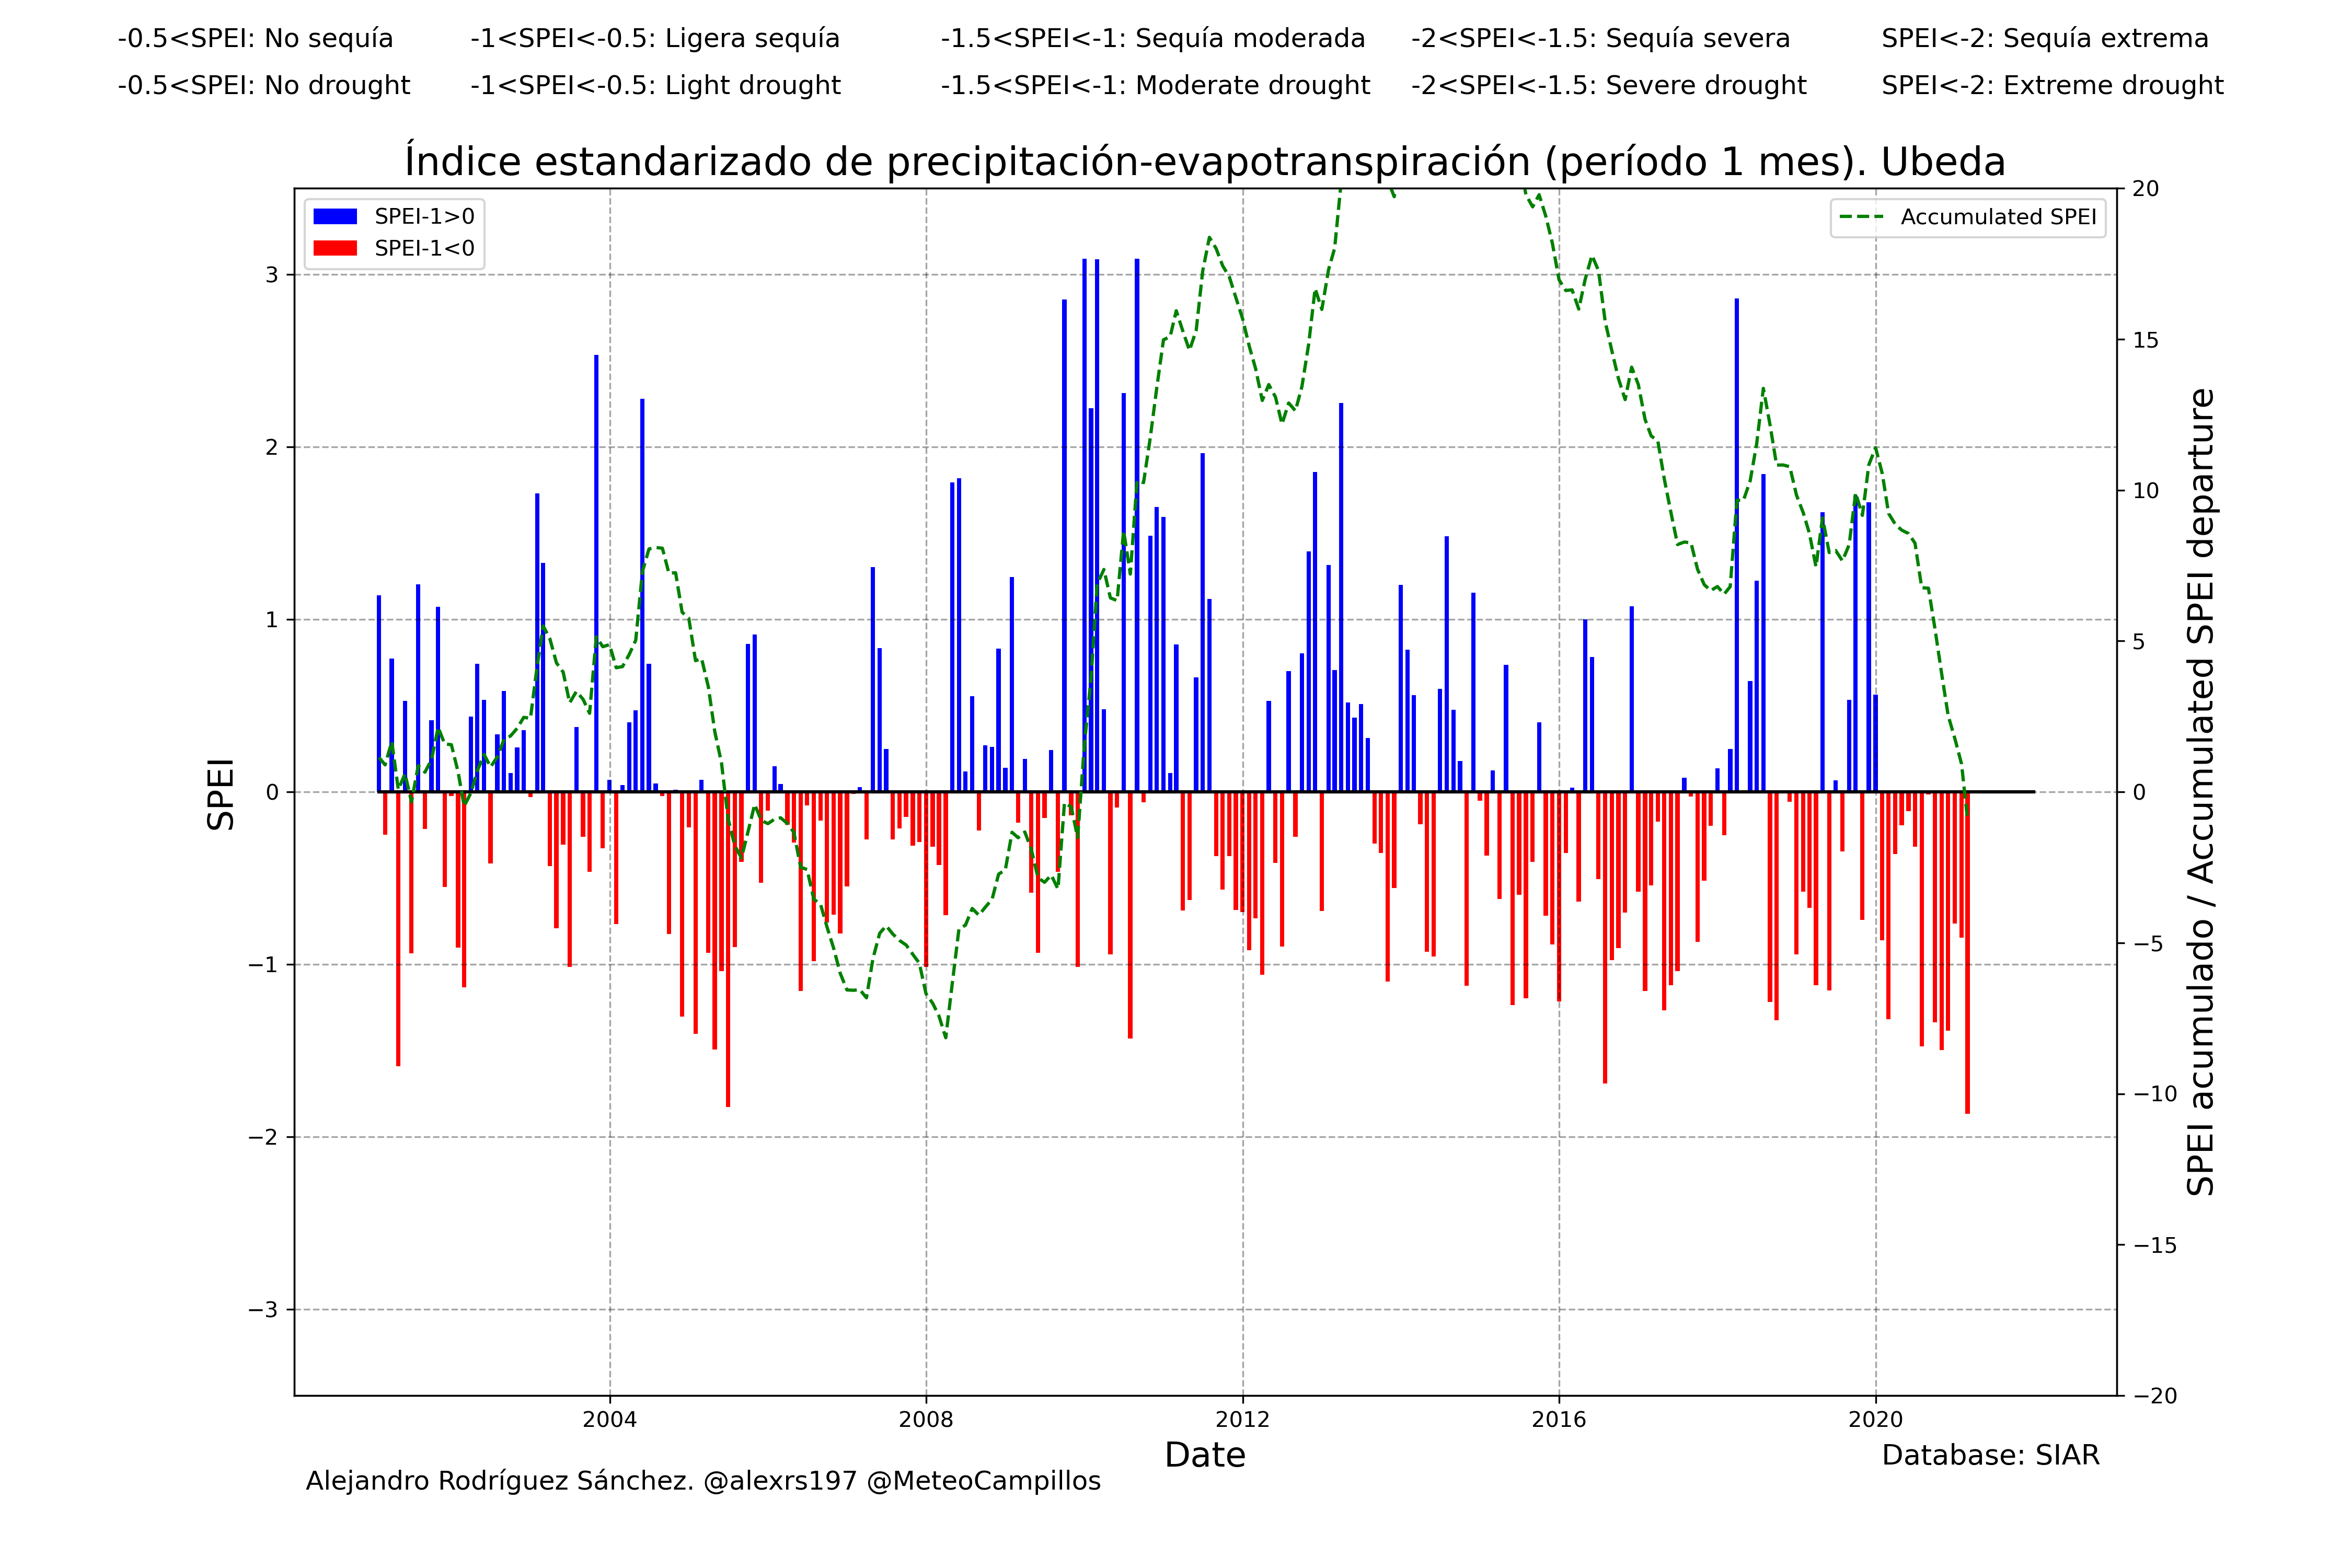 -0.5<SPEI: No sequía -1<SPEI<-0.5: Ligera sequía -1.5<SPEI<-1: Sequía moderada -2<SPEI<-1.5: Sequía severa SPEI<-2: Sequía extrema
-0.5<SPEI: No drought -1<SPEI<-0.5: Light drought -1.5<SPEI<-1: Moderate drought -2<SPEI<-1.5: Severe drought SPEI<-2: Extreme drought
Índice estandarizado de precipitación-evapotranspiración (período 1 mes). Ubeda
SPEI-1>0
SPEI-1<0
Accumulated SPEI
SPEI
3
2
1
0
−1
−2
−3
20
15
10
5
0
−5
−10
−15
−20
SPEI acumulado / Accumulated SPEI departure
2004 2008 2012 2016 2020
Date
Database: SIAR
Alejandro Rodríguez Sánchez. @alexrs197 @MeteoCampillos